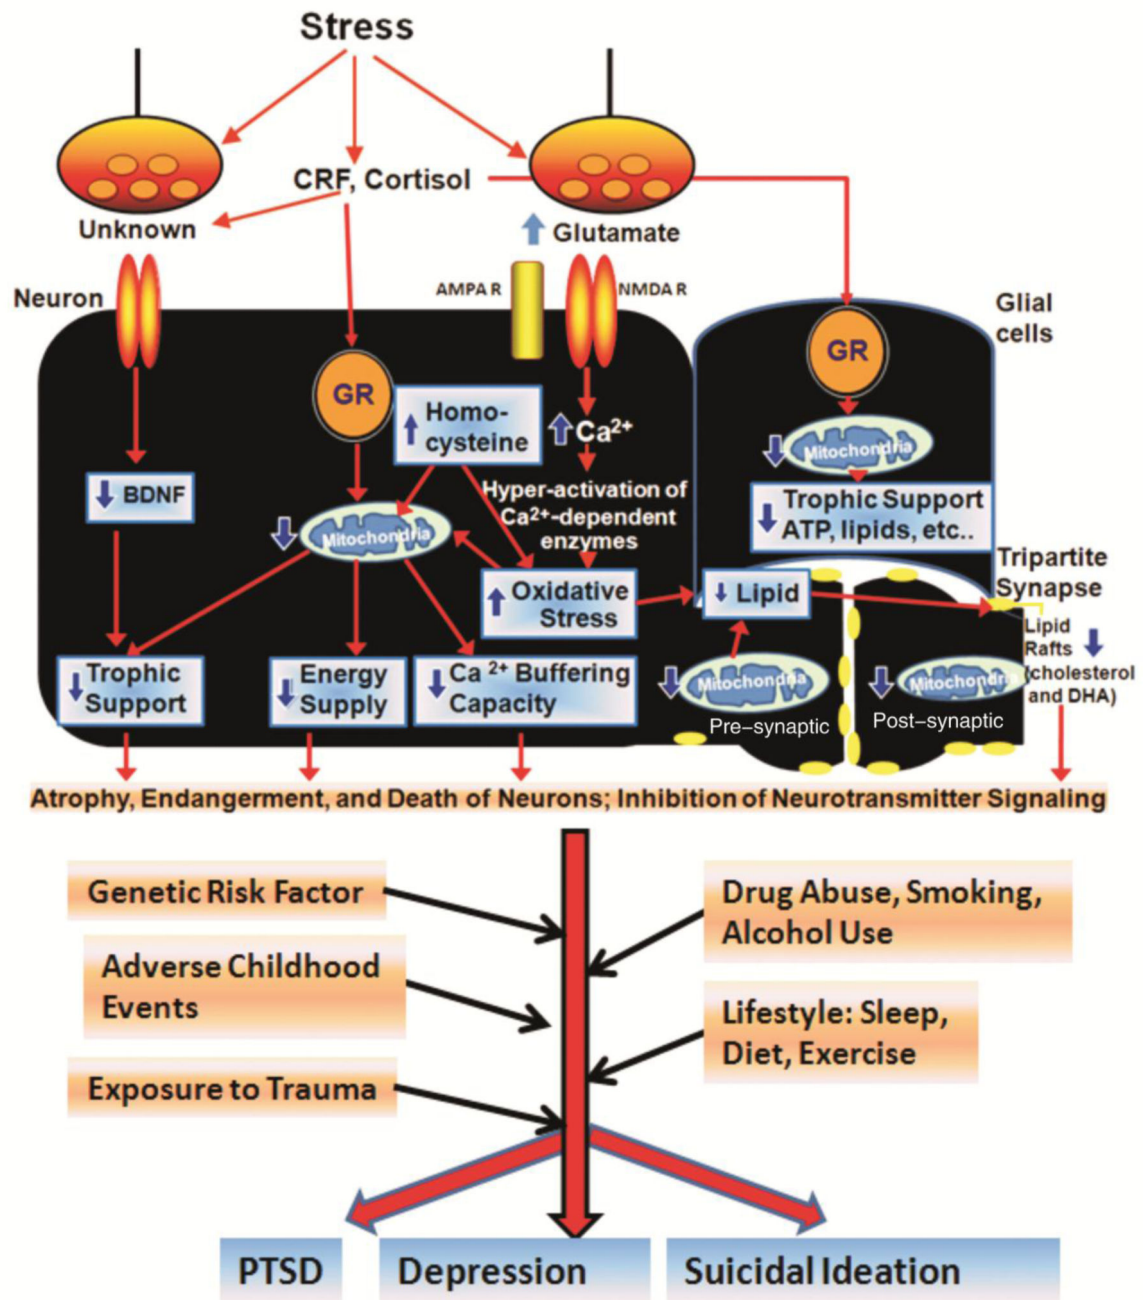 Stress
CRF, Cortisol
Unknown
Glutamate
Neuron
AMPA R
NMDA R
Glial
cells
GR
GR
Homo-
cysteine
Ca²⁺
Mitochondria
BDNF
Hyper-activation of
Ca²⁺-dependent
enzymes
Trophic Support
ATP, lipids, etc..
Mitochondria
Tripartite
Synapse
Oxidative
Stress
Lipid
Lipid
Rafts
(cholesterol
and DHA)
Trophic
Support
Energy
Supply
Ca ²⁺ Buffering
Capacity
Mitochondria
Mitochondria
Pre–synaptic
Post–synaptic
Atrophy, Endangerment, and Death of Neurons; Inhibition of Neurotransmitter Signaling
Genetic Risk Factor
Drug Abuse, Smoking,
Alcohol Use
Adverse Childhood
Events
Lifestyle: Sleep,
Diet, Exercise
Exposure to Trauma
PTSD
Depression
Suicidal Ideation